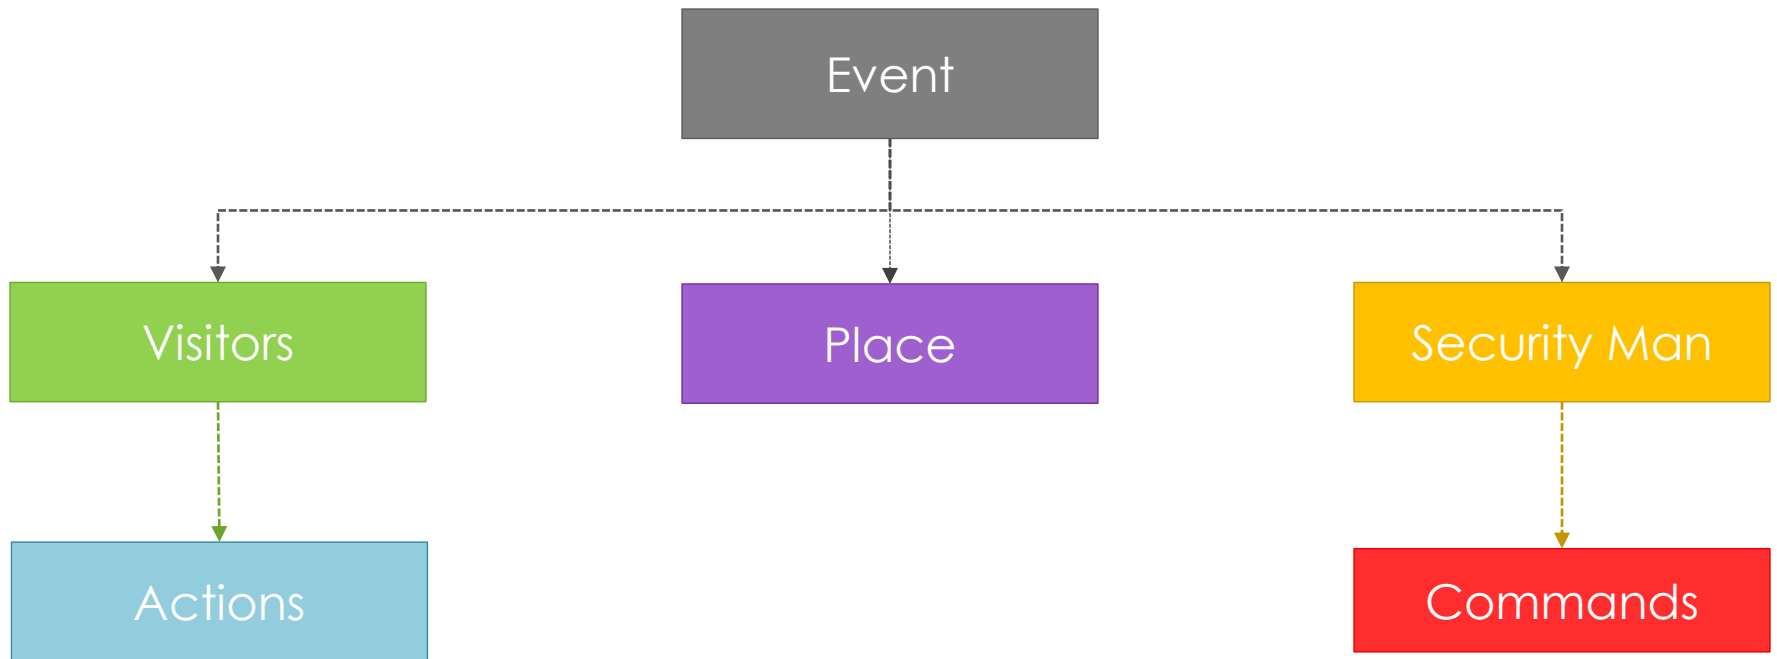 Event
Visitors
Place
Security Man
Actions
Commands